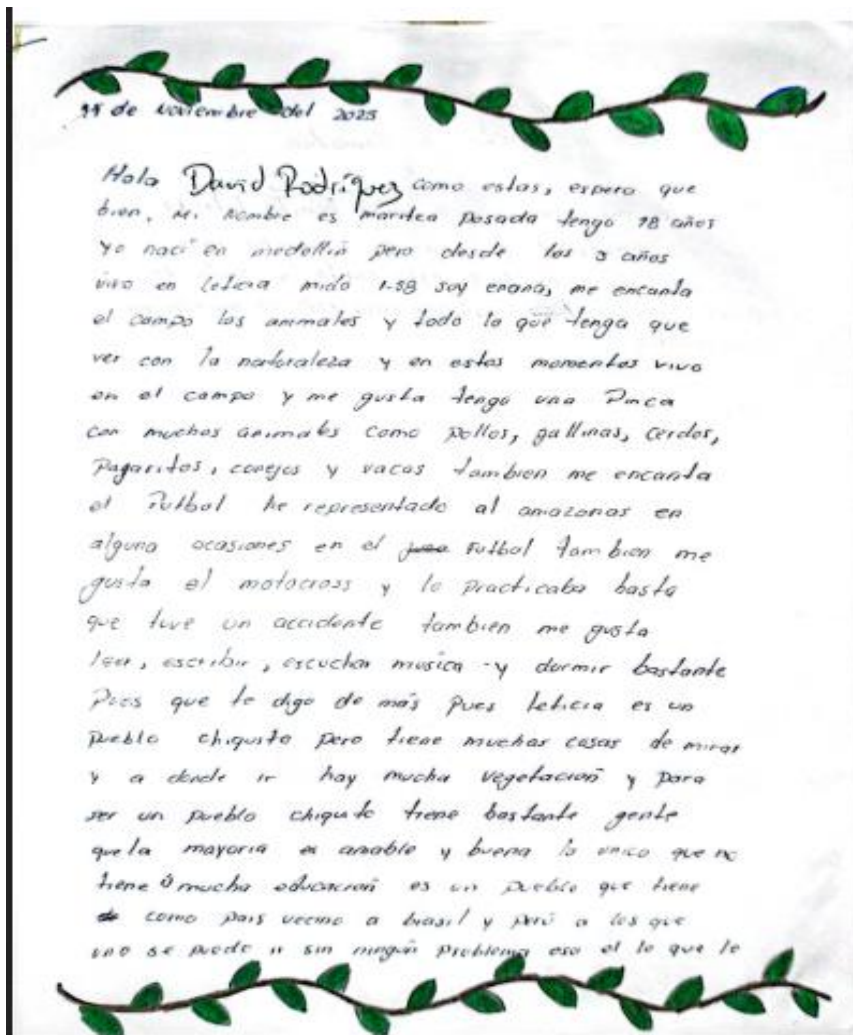 de Noviembre del 2025
Hola David Rodríguez como estas, espero que
bien, Mi Nombre es posada tengo 18 años
yo naci en medellin pero desde los 3 años
vivo en leticia mido 1-58 soy enana, me encanta
el campo los animales y todo lo que tenga que
ver con la naturaleza y en estos momentos vivo
en el campo y me gusta tengo una Finca
con muchos animales como pollos, gallinas, cerdos,
Pagaritos, conejos y vacas tambien me encanta
el Futbol he representado al amazonas en
alguna ocasiones en el Futbol tambien me
gusta el motocross y lo practicaba hasta
que tuve un accidente tambien me gusta
leer, escribir, escuchar musica y dormir bastante
Pues que te digo de más pues leticia es un
pueblo chiquito pero tiene muchas cosas de mirar
y a donde ir hay mucha vegetación y para
ser un pueblo chiquito tiene bastante gente
que la mayoria es amable y buena lo unico que no
tiene mucha educación es un pueblo que tiene
como pais vecino a brasil y perú a los que
uno se puede ir sin ningún problema eso el lo que le